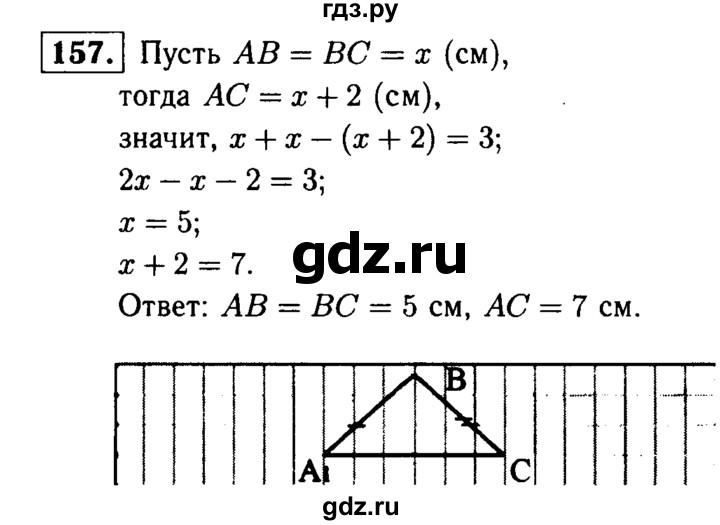 гдз.ру
157. Пусть AB = BC = x (см),
тогда AC = x + 2 (см),
значит, x + x − (x + 2) = 3;
2x − x − 2 = 3;
x = 5;
x + 2 = 7.
gdz.ru
Ответ: AB = BC = 5 см, AC = 7 см.
B
A
C
gdz.ru